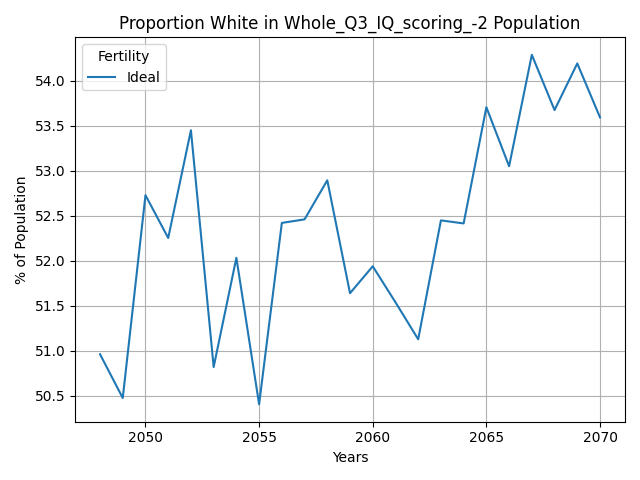 Proportion White in Whole_Q3_IQ_scoring_-2 Population
Fertility
Ideal
% of Population
54.0
53.5
53.0
52.5
52.0
51.5
51.0
50.5
2050 2055 2060 2065 2070
Years